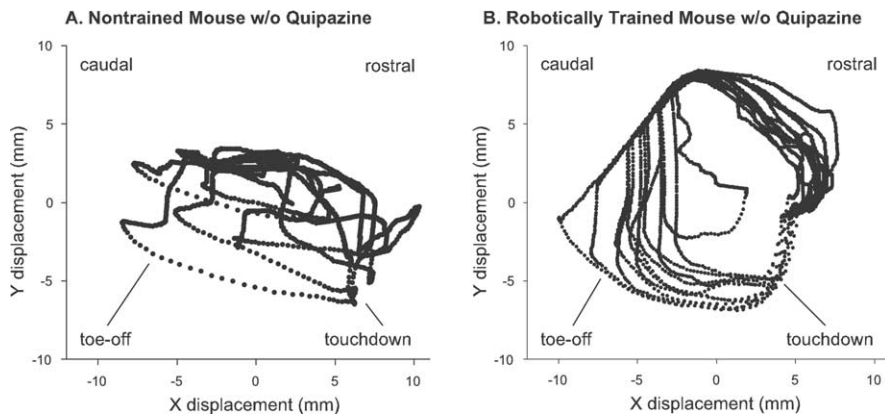 A. Nontrained Mouse w/o Quipazine
10
caudal
rostral
5
0
-5
-10
Y displacement (mm)
toe-off
touchdown
-10
-5
0
5
10
X displacement (mm)
B. Robotically Trained Mouse w/o Quipazine
10
caudal
rostral
5
0
-5
-10
Y displacement (mm)
toe-off
touchdown
-10
-5
0
5
10
X displacement (mm)